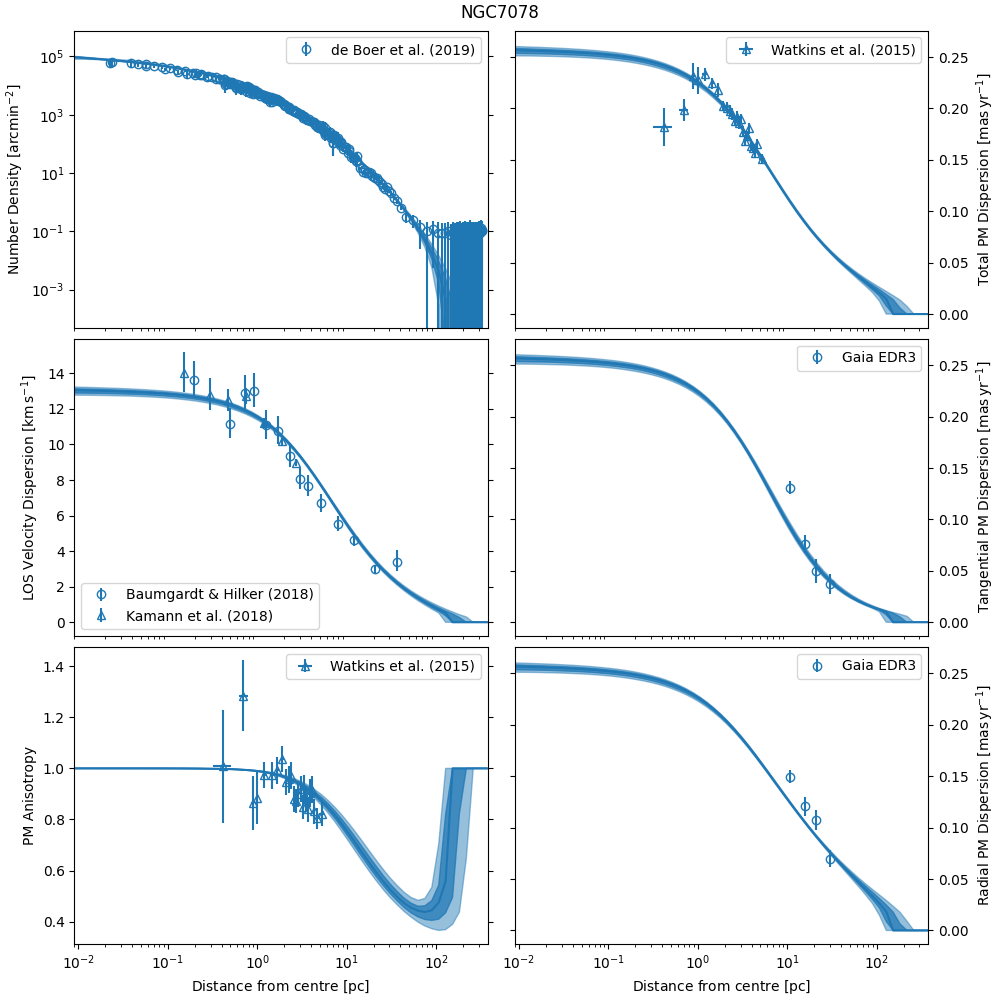 NGC7078
de Boer et al. (2019)
Number Density [arcmin⁻²]
10⁵
10³
10¹
10⁻¹
10⁻³
Watkins et al. (2015)
Total PM Dispersion [mas yr⁻¹]
0.25
0.20
0.15
0.10
0.05
0.00
LOS Velocity Dispersion [km s⁻¹]
14
12
10
8
6
4
2
0
Baumgardt & Hilker (2018)
Kamann et al. (2018)
Gaia EDR3
Tangential PM Dispersion [mas yr⁻¹]
0.25
0.20
0.15
0.10
0.05
0.00
Watkins et al. (2015)
PM Anisotropy
1.4
1.2
1.0
0.8
0.6
0.4
10⁻² 10⁻¹ 10⁰ 10¹ 10²
Distance from centre [pc]
Gaia EDR3
Radial PM Dispersion [mas yr⁻¹]
0.25
0.20
0.15
0.10
0.05
0.00
10⁻² 10⁻¹ 10⁰ 10¹ 10²
Distance from centre [pc]